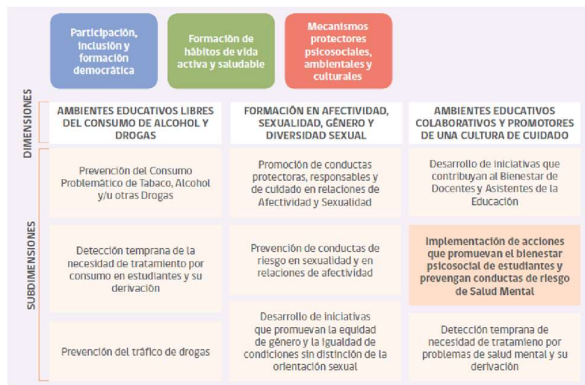 Participación,
inclusión y
formación
democrática
Formación de
hábitos de vida
activa y saludable
Mecanismos
protectores
psicosociales,
ambientales y
culturales
DIMENSIONES
AMBIENTES EDUCATIVOS LIBRES
DEL CONSUMO DE ALCOHOL Y
DROGAS
FORMACIÓN EN AFECTIVIDAD,
SEXUALIDAD, GÉNERO Y
DIVERSIDAD SEXUAL
AMBIENTES EDUCATIVOS
COLABORATIVOS Y PROMOTORES
DE UNA CULTURA DE CUIDADO
SUBDIMENSIONES
Prevención del Consumo
Problemático de Tabaco, Alcohol
y/u otras Drogas
Promoción de conductas
protectoras, responsables y
de cuidado en relaciones de
Afectividad y Sexualidad
Desarrollo de iniciativas que
contribuyan al Bienestar de
Docentes y Asistentes de la
Educación
Detección temprana de la
necesidad de tratamiento por
consumo en estudiantes y su
derivación
Prevención de conductas de
riesgo en sexualidad y en
relaciones de afectividad
Implementación de acciones
que promuevan el bienestar
psicosocial de estudiantes y
prevengan conductas de riesgo
de Salud Mental
Prevención del tráfico de drogas
Desarrollo de iniciativas
que promuevan la equidad
de género y la igualdad de
condiciones sin distinción de la
orientación sexual
Detección temprana de
necesidad de tratamieno por
problemas de salud mental y su
derivación